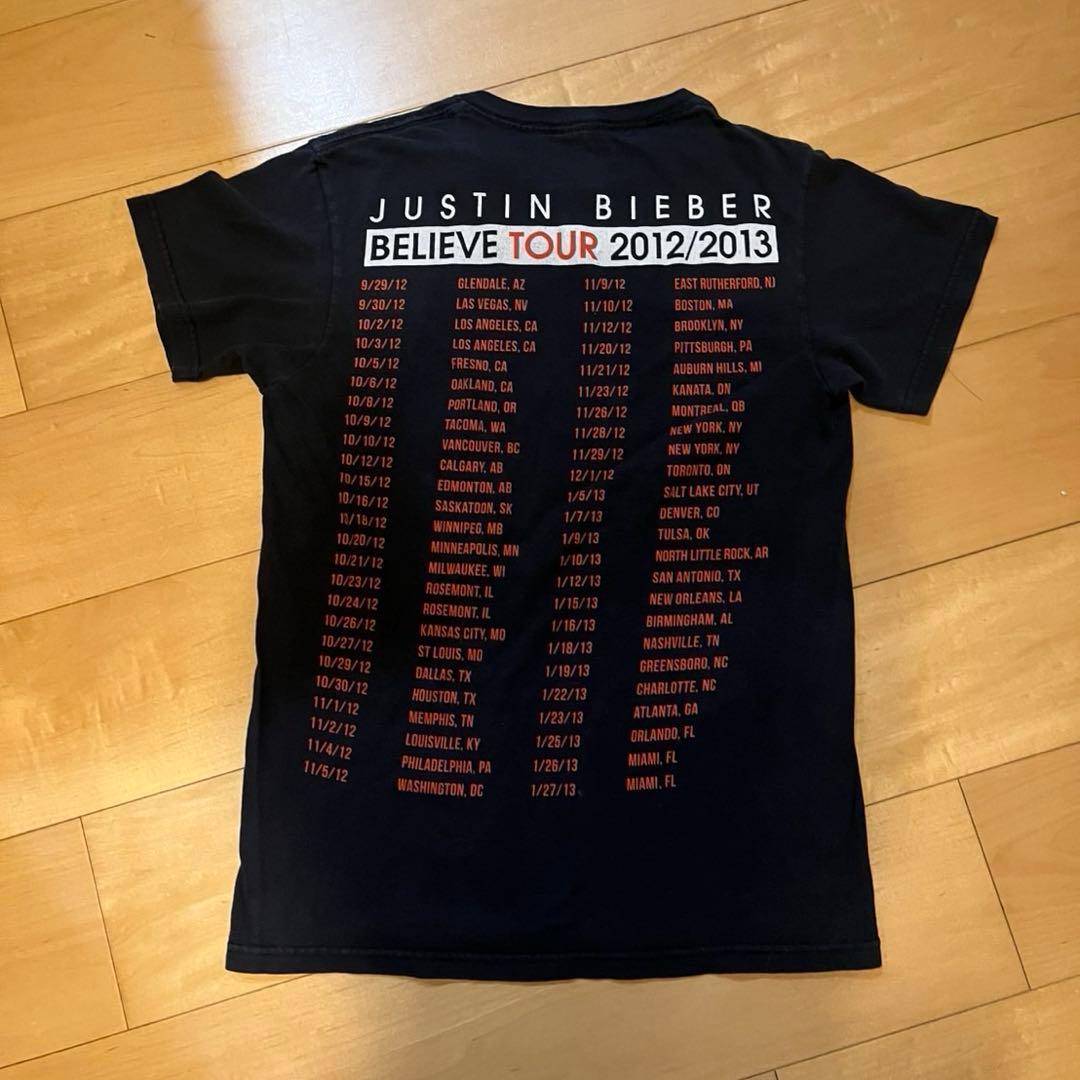 JUSTIN BIEBER
BELIEVE TOUR 2012/2013
9/29/12 GLENDALE, AZ 11/9/12 EAST RUTHERFORD, NJ
9/30/12 LAS VEGAS, NV 11/10/12 BOSTON, MA
10/2/12 LOS ANGELES, CA 11/12/12 BROOKLYN, NY
10/3/12 LOS ANGELES, CA 11/20/12 PITTSBURGH, PA
10/5/12 FRESNO, CA 11/21/12 AUBURN HILLS, MI
10/6/12 OAKLAND, CA 11/23/12 KANATA, ON
10/8/12 PORTLAND, OR 11/26/12 MONTREAL, QB
10/9/12 TACOMA, WA 11/28/12 NEW YORK, NY
10/10/12 VANCOUVER, BC 11/29/12 NEW YORK, NY
10/12/12 CALGARY, AB 12/1/12 TORONTO, ON
10/15/12 EDMONTON, AB 1/5/13 SALT LAKE CITY, UT
10/16/12 SASKATOON, SK 1/7/13 DENVER, CO
10/18/12 WINNIPEG, MB 1/9/13 TULSA, OK
10/20/12 MINNEAPOLIS, MN 1/10/13 NORTH LITTLE ROCK, AR
10/21/12 MILWAUKEE, WI 1/12/13 SAN ANTONIO, TX
10/23/12 ROSEMONT, IL 1/15/13 NEW ORLEANS, LA
10/24/12 ROSEMONT, IL 1/16/13 BIRMINGHAM, AL
10/26/12 KANSAS CITY, MO 1/18/13 NASHVILLE, TN
10/27/12 ST LOUIS, MO 1/19/13 GREENSBORO, NC
10/29/12 DALLAS, TX 1/22/13 CHARLOTTE, NC
10/30/12 HOUSTON, TX 1/23/13 ATLANTA, GA
11/1/12 MEMPHIS, TN 1/25/13 ORLANDO, FL
11/2/12 LOUISVILLE, KY 1/26/13 MIAMI, FL
11/4/12 PHILADELPHIA, PA 1/27/13 MIAMI, FL
11/5/12 WASHINGTON, DC